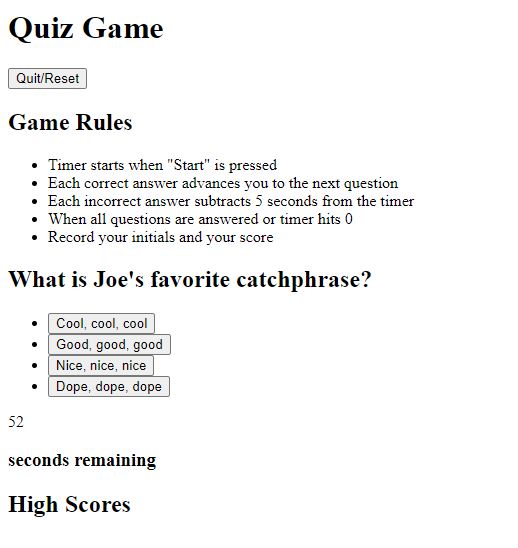 Quiz Game
Quit/Reset
Game Rules
Timer starts when "Start" is pressed
Each correct answer advances you to the next question
Each incorrect answer subtracts 5 seconds from the timer
When all questions are answered or timer hits 0
Record your initials and your score
What is Joe's favorite catchphrase?
Cool, cool, cool
Good, good, good
Nice, nice, nice
Dope, dope, dope
52
seconds remaining
High Scores